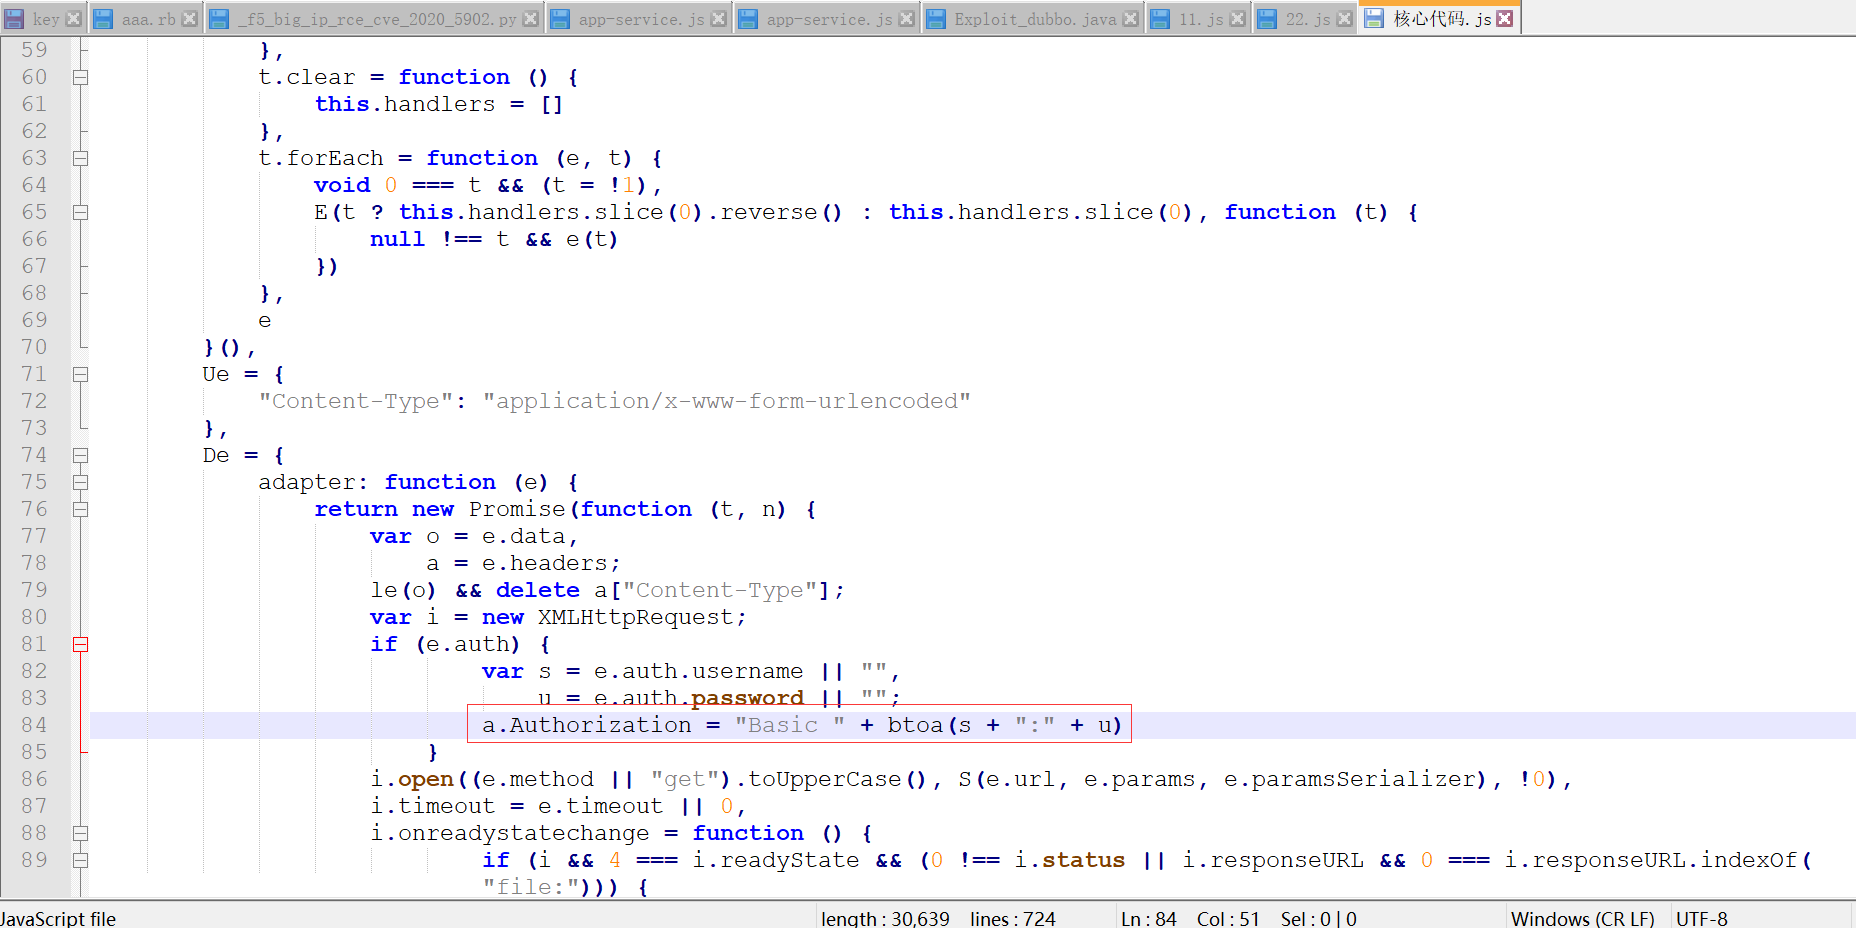 key aaa.rb _f5_big_ip_rce_cve_2020_5902.py app-service.js app-service.js Exploit_dubbo.java 11.js 22.js 核心代码.js
59 },
60 t.clear = function () {
61 this.handlers = []
62 },
63 t.forEach = function (e, t) {
64 void 0 === t && (t = !1),
65 E(t ? this.handlers.slice(0).reverse() : this.handlers.slice(0), function (t) {
66 null !== t && e(t)
67 })
68 },
69 e
70 }(),
71 Ue = {
72 "Content-Type": "application/x-www-form-urlencoded"
73 },
74 De = {
75 adapter: function (e) {
76 return new Promise(function (t, n) {
77 var o = e.data,
78 a = e.headers;
79 le(o) && delete a["Content-Type"];
80 var i = new XMLHttpRequest;
81 if (e.auth) {
82 var s = e.auth.username || "",
83 u = e.auth.password || "";
84 a.Authorization = "Basic " + btoa(s + ":" + u)
85 }
86 i.open((e.method || "get").toUpperCase(), S(e.url, e.params, e.paramsSerializer), !0),
87 i.timeout = e.timeout || 0,
88 i.onreadystatechange = function () {
89 if (i && 4 === i.readyState && (0 !== i.status || i.responseURL && 0 === i.responseURL.indexOf(
"file:"))) {
JavaScript file length : 30,639 lines : 724 Ln : 84 Col : 51 Sel : 0 | 0 Windows (CR LF) UTF-8